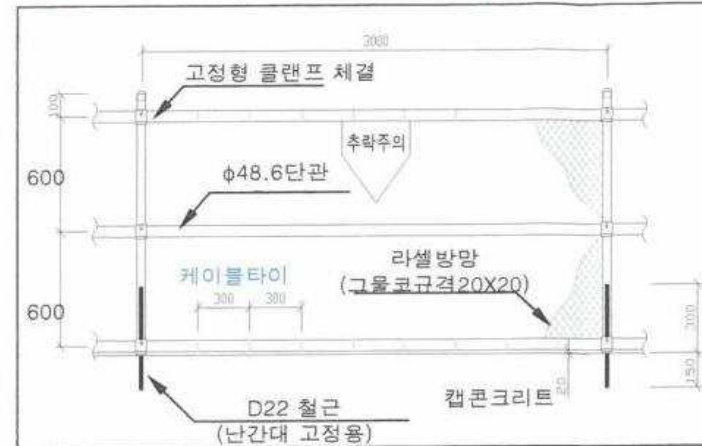 3000
고정형 클램프 체결
100
추락주의
600
φ48.6단관
케이블타이
라셀방망
(그물코규격20X20)
300
300
600
300
20
캡콘크리트
150
D22 철근
(난간대 고정용)